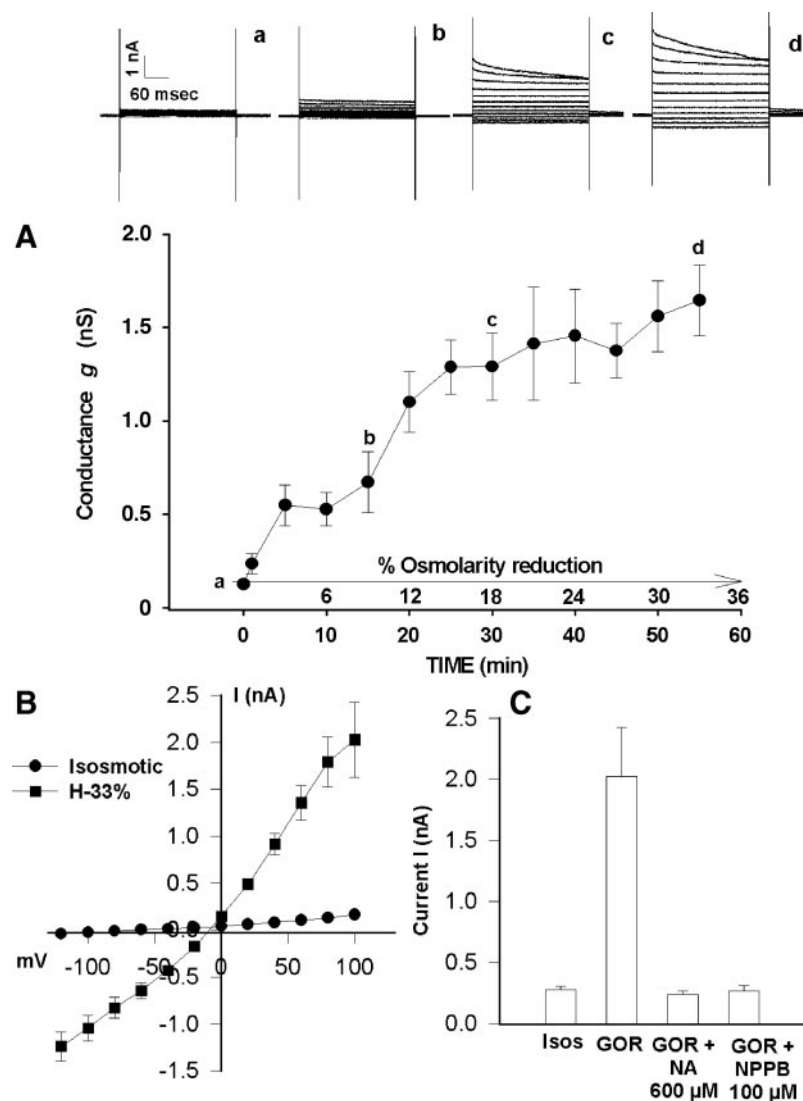 a
b
c
d
1 nA
60 msec
A
2.0
1.5
1.0
0.5
0
Conductance g (nS)
a
b
c
d
% Osmolarity reduction
6 12 18 24 30 36
0 10 20 30 40 50 60
TIME (min)
B
I (nA)
Isosmotic
H-33%
2.5
2.0
1.5
1.0
0.5
0.0
-0.5
-1.0
-1.5
mV
-100 -50 0 50 100
C
Current I (nA)
2.5
2.0
1.5
1.0
0.5
0.0
Isos GOR GOR + GOR +
NA NPPB
600 µM 100 µM